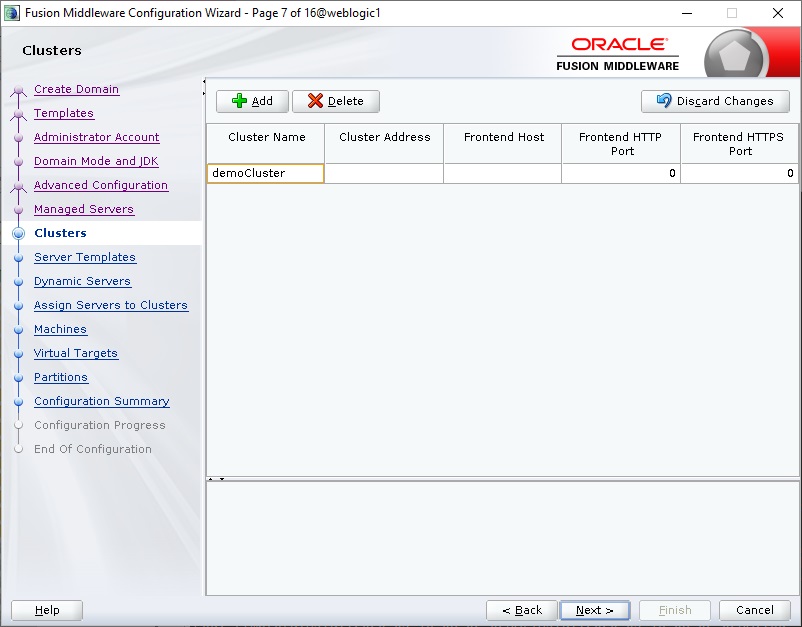 Fusion Middleware Configuration Wizard - Page 7 of 16@weblogic1
Clusters
ORACLE
FUSION MIDDLEWARE
Create Domain
Templates
Administrator Account
Domain Mode and JDK
Advanced Configuration
Managed Servers
Clusters
Server Templates
Dynamic Servers
Assign Servers to Clusters
Machines
Virtual Targets
Partitions
Configuration Summary
Configuration Progress
End Of Configuration
Add Delete Discard Changes
Cluster Name Cluster Address Frontend Host Frontend HTTP Port Frontend HTTPS Port
demoCluster 0 0
Help < Back Next > Finish Cancel